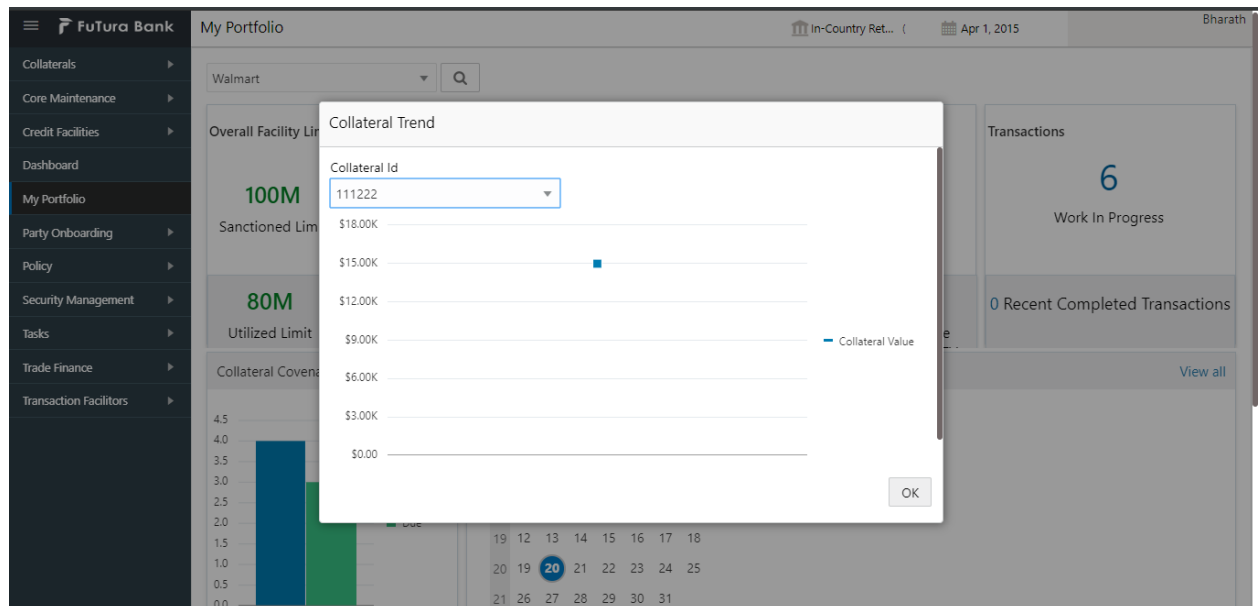 FuTura Bank
My Portfolio
In-Country Ret... (
Apr 1, 2015
Bharath
Collaterals
Core Maintenance
Credit Facilities
Dashboard
My Portfolio
Party Onboarding
Policy
Security Management
Tasks
Trade Finance
Transaction Facilitors
Walmart
Overall Facility Lin
100M
Sanctioned Lim
80M
Utilized Limit
Collateral Trend
Collateral Id
111222
$18.00K
$15.00K
$12.00K
$9.00K
$6.00K
$3.00K
$0.00
Collateral Value
OK
Transactions
6
Work In Progress
0 Recent Completed Transactions
e
Collateral Covena
View all
4.5
4.0
3.5
3.0
2.5
2.0
1.5
1.0
0.5
0.0
Due
19 12 13 14 15 16 17 18
20 19 20 21 22 23 24 25
21 26 27 28 29 30 31